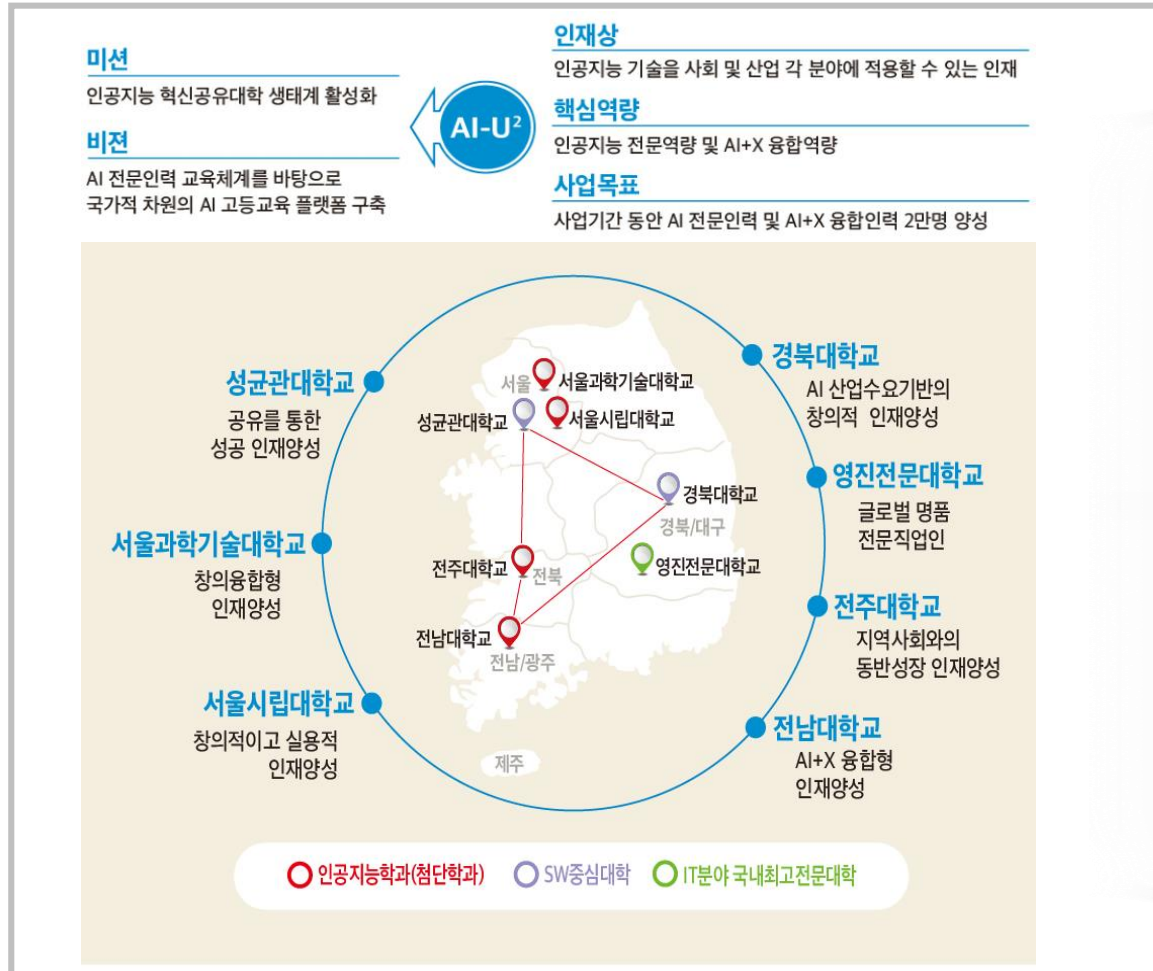 미션
인공지능 혁신공유대학 생태계 활성화
비젼
AI 전문인력 교육체계를 바탕으로
국가적 차원의 AI 고등교육 플랫폼 구축
AI-U²
인재상
인공지능 기술을 사회 및 산업 각 분야에 적용할 수 있는 인재
핵심역량
인공지능 전문역량 및 AI+X 융합역량
사업목표
사업기간 동안 AI 전문인력 및 AI+X 융합인력 2만명 양성
성균관대학교
공유를 통한
성공 인재양성
서울과학기술대학교
창의융합형
인재양성
서울시립대학교
창의적이고 실용적
인재양성
서울
서울과학기술대학교
성균관대학교
서울시립대학교
경북대학교
경북/대구
전주대학교
전북
영진전문대학교
전남대학교
전남/광주
제주
경북대학교
AI 산업수요기반의
창의적 인재양성
영진전문대학교
글로벌 명품
전문직업인
전주대학교
지역사회와의
동반성장 인재양성
전남대학교
AI+X 융합형
인재양성
인공지능학과(첨단학과)
SW중심대학
IT분야 국내최고전문대학